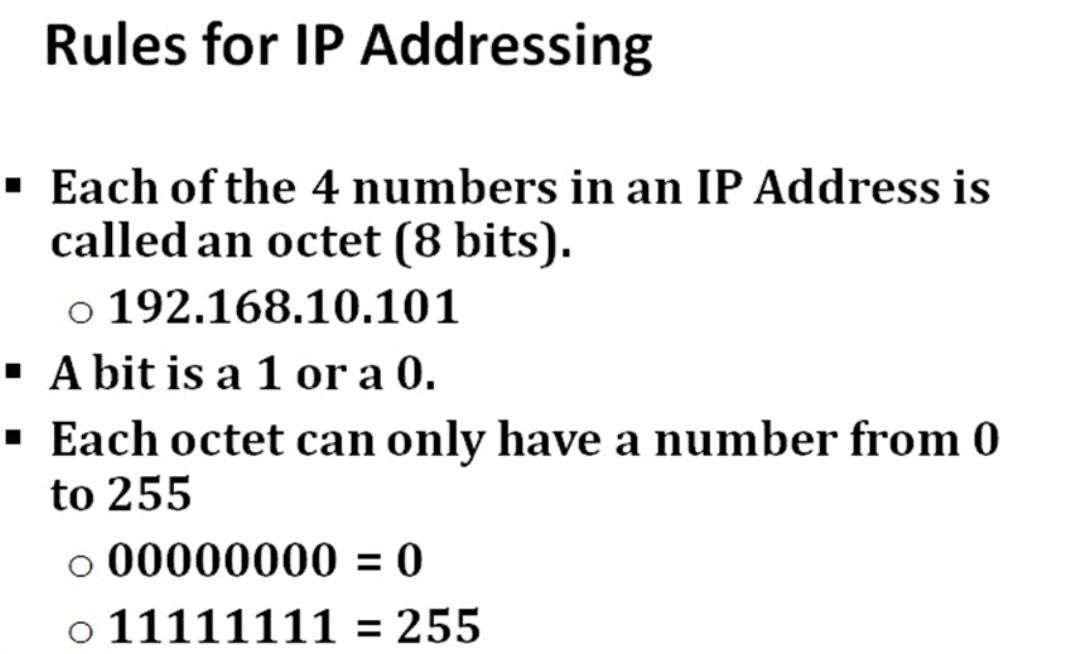 Rules for IP Addressing
▪ Each of the 4 numbers in an IP Address is
called an octet (8 bits).
○ 192.168.10.101
▪ A bit is a 1 or a 0.
▪ Each octet can only have a number from 0
to 255
○ 00000000 = 0
○ 11111111 = 255